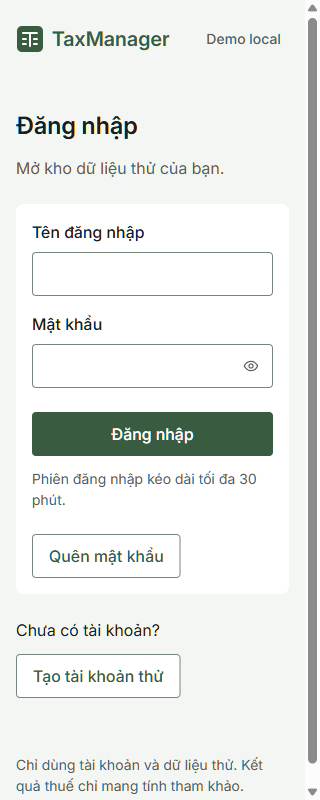 TaxManager
Demo local
Đăng nhập
Mở kho dữ liệu thử của bạn.
Tên đăng nhập
Mật khẩu
Đăng nhập
Phiên đăng nhập kéo dài tối đa 30
phút.
Quên mật khẩu
Chưa có tài khoản?
Tạo tài khoản thử
Chỉ dùng tài khoản và dữ liệu thử. Kết
quả thuế chỉ mang tính tham khảo.